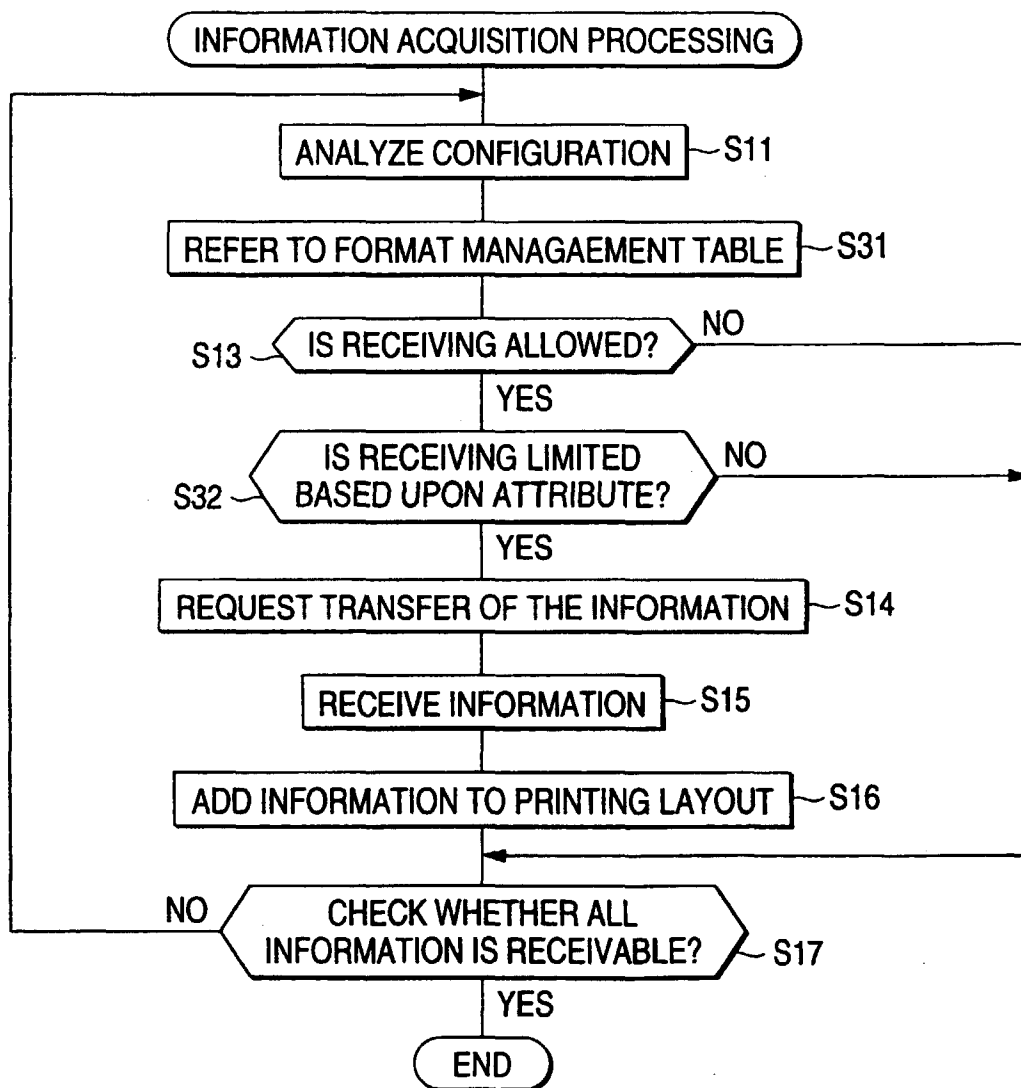 INFORMATION ACQUISITION PROCESSING
ANALYZE CONFIGURATION
S11
REFER TO FORMAT MANAGAEMENT TABLE
S31
IS RECEIVING ALLOWED?
NO
S13
YES
IS RECEIVING LIMITED
BASED UPON ATTRIBUTE?
NO
S32
YES
REQUEST TRANSFER OF THE INFORMATION
S14
RECEIVE INFORMATION
S15
ADD INFORMATION TO PRINTING LAYOUT
S16
NO
CHECK WHETHER ALL
INFORMATION IS RECEIVABLE?
S17
YES
END